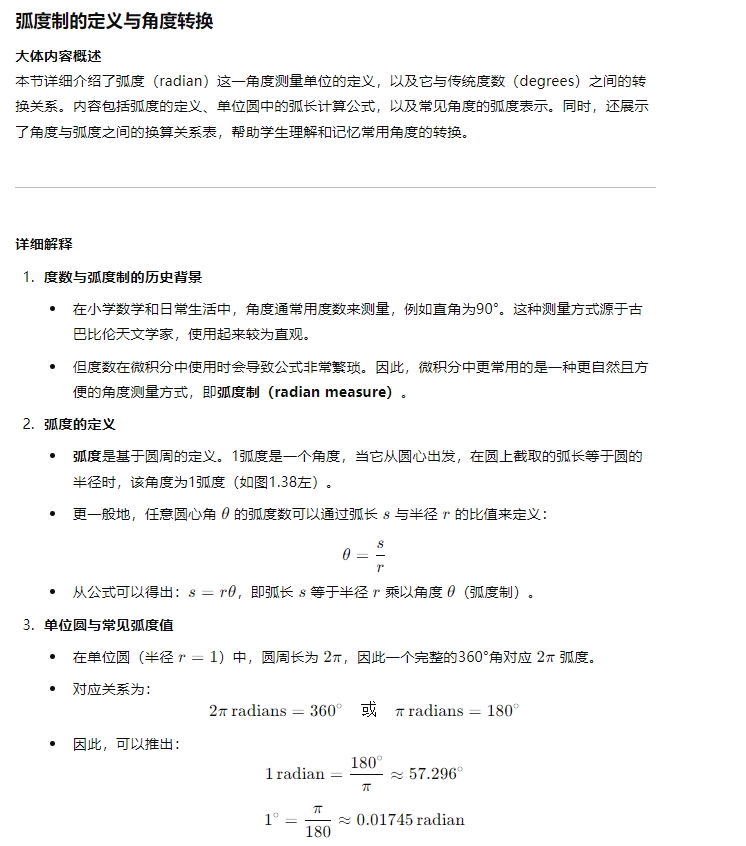 弧度制的定义与角度转换
大体内容概述
本节详细介绍了弧度（radian）这一角度测量单位的定义，以及它与传统度数（degrees）之间的转
换关系。内容包括弧度的定义、单位圆中的弧长计算公式，以及常见角度的弧度表示。同时，还展示
了角度与弧度之间的换算关系表，帮助学生理解和记忆常用角度的转换。
详细解释
1. 度数与弧度制的历史背景
• 在小学数学和日常生活中，角度通常用度数来测量，例如直角为90°。这种测量方式源于古
巴比伦天文学家，使用起来较为直观。
• 但度数在微积分中使用时会导致公式非常繁琐。因此，微积分中更常用的是一种更自然且方
便的角度测量方式，即弧度制（radian measure）。
2. 弧度的定义
• 弧度是基于圆周的定义。1弧度是一个角度，当它从圆心出发，在圆上截取的弧长等于圆的
半径时，该角度为1弧度（如图1.38左）。
• 更一般地，任意圆心角 θ 的弧度数可以通过弧长 s 与半径 r 的比值来定义：
θ = s/r
• 从公式可以得出：s = rθ，即弧长 s 等于半径 r 乘以角度 θ（弧度制）。
3. 单位圆与常见弧度值
• 在单位圆（半径 r = 1）中，圆周长为 2π，因此一个完整的360°角对应 2π 弧度。
• 对应关系为：
2π radians = 360° 或 π radians = 180°
• 因此，可以推出：
1 radian = 180°/π ≈ 57.296°
1° = π/180 ≈ 0.01745 radian